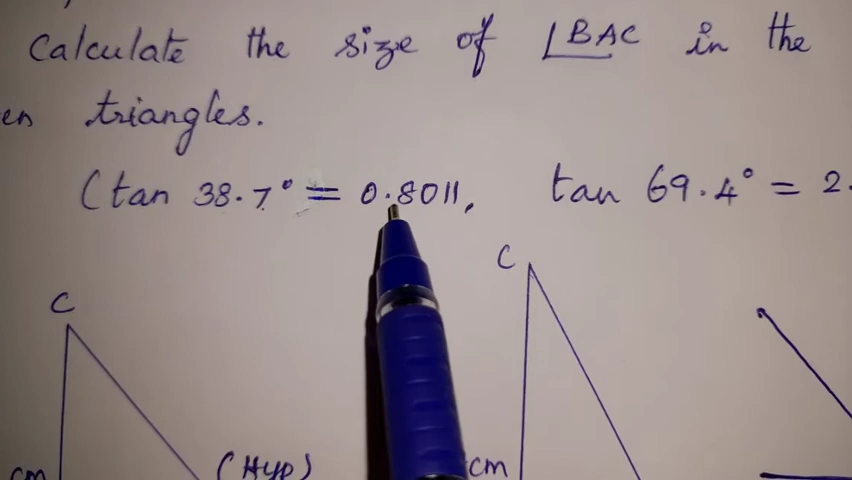 Calculate the size of ∠BAC in the
en triangles.
(tan 38.7° = 0.8011, tan 69.4° = 2.
C C
cm (Hyp) cm